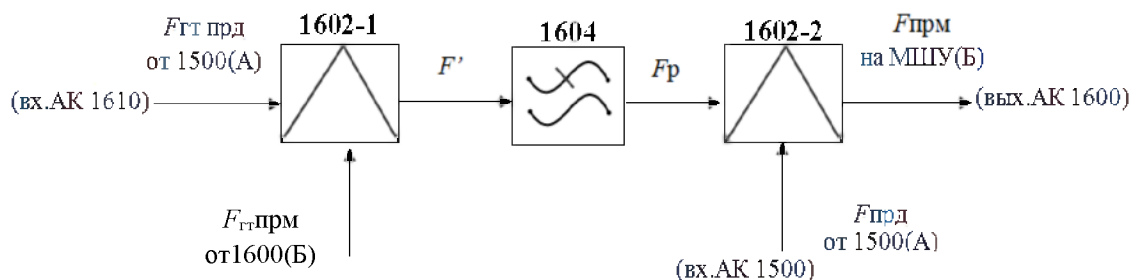 Fгт прд
от 1500(А)
(вх.АК 1610)
1602-1
F'
Fгтпрм
от1600(Б)
1604
Fр
1602-2
Fпрм
на МШУ(Б)
(вых.АК 1600)
Fпрд
от 1500(А)
(вх.АК 1500)